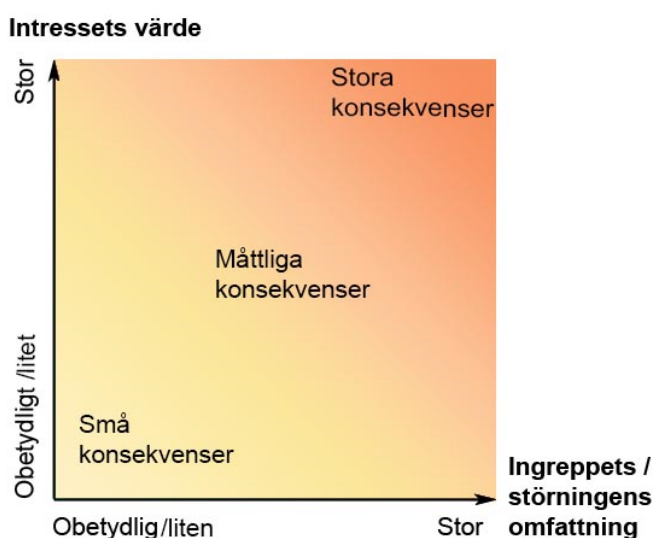 Intressets värde
Stor
Stora
konsekvenser
Måttliga
konsekvenser
Obetydligt /litet
Små
konsekvenser
Ingreppets /
störningens
omfattning
Obetydlig/liten
Stor